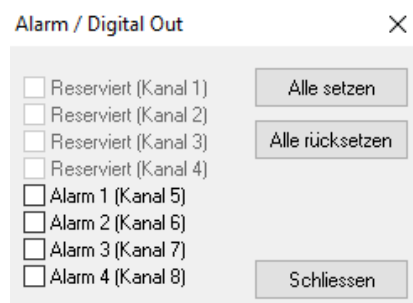 Alarm / Digital Out
Reserviert (Kanal 1)
Reserviert (Kanal 2)
Reserviert (Kanal 3)
Reserviert (Kanal 4)
Alarm 1 (Kanal 5)
Alarm 2 (Kanal 6)
Alarm 3 (Kanal 7)
Alarm 4 (Kanal 8)
Alle setzen
Alle rücksetzen
Schliessen